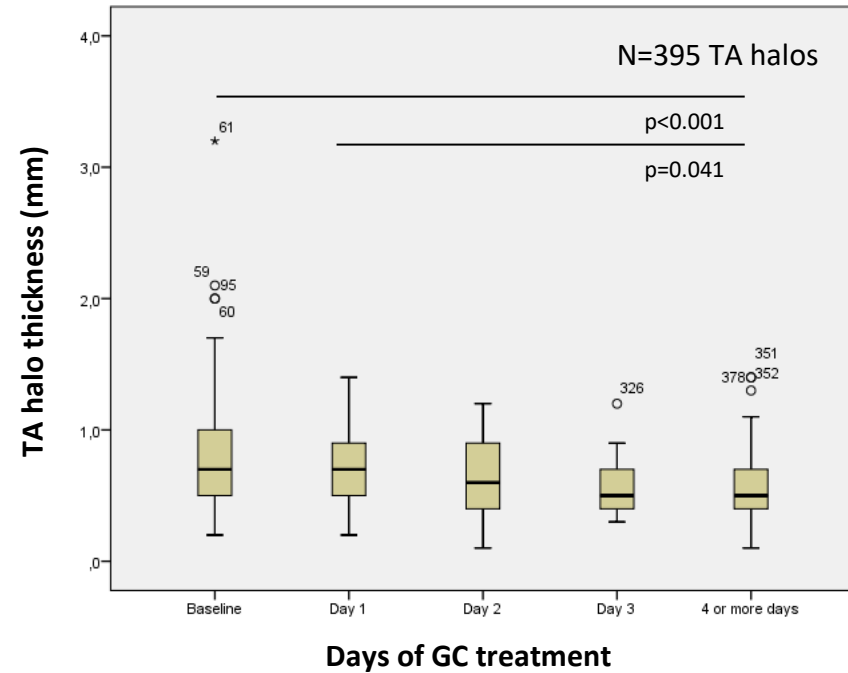 N=395 TA halos
p<0.001
p=0.041
TA halo thickness (mm)
4,0
3,0
2,0
1,0
,0
61
59 95
60
326
351
378 352
Baseline Day 1 Day 2 Day 3 4 or more days
Days of GC treatment